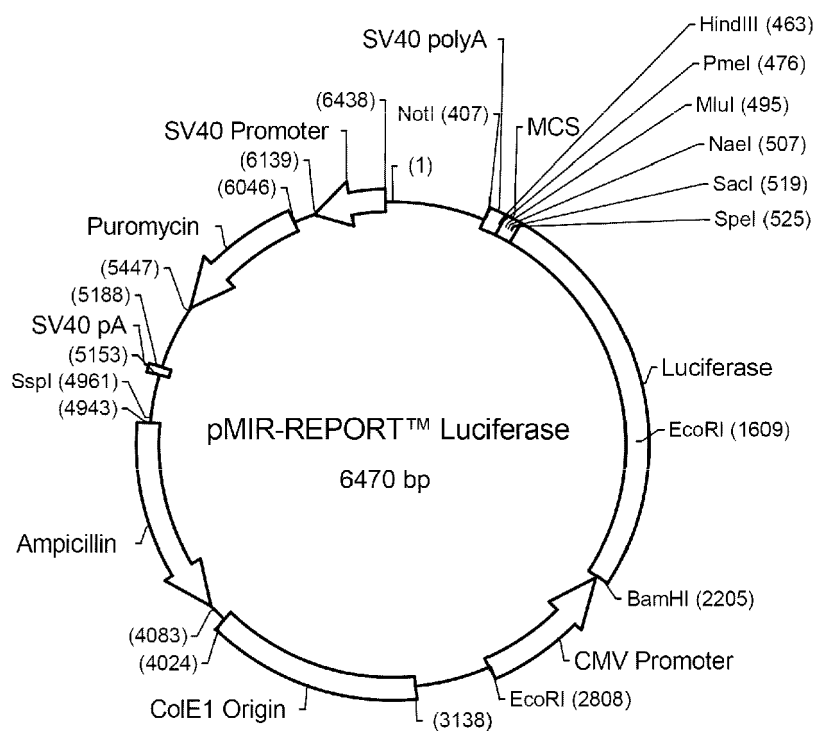 HindIII (463)
SV40 polyA
PmeI (476)
(6438)
NotI (407)
MluI (495)
SV40 Promoter
MCS
NaeI (507)
(6139)
(1)
(6046)
SacI (519)
Puromycin
SpeI (525)
(5447)
(5188)
SV40 pA
(5153)
SspI (4961)
(4943)
Luciferase
pMIR-REPORT™ Luciferase
EcoRI (1609)
6470 bp
Ampicillin
BamHI (2205)
(4083)
(4024)
CMV Promoter
EcoRI (2808)
ColE1 Origin
(3138)